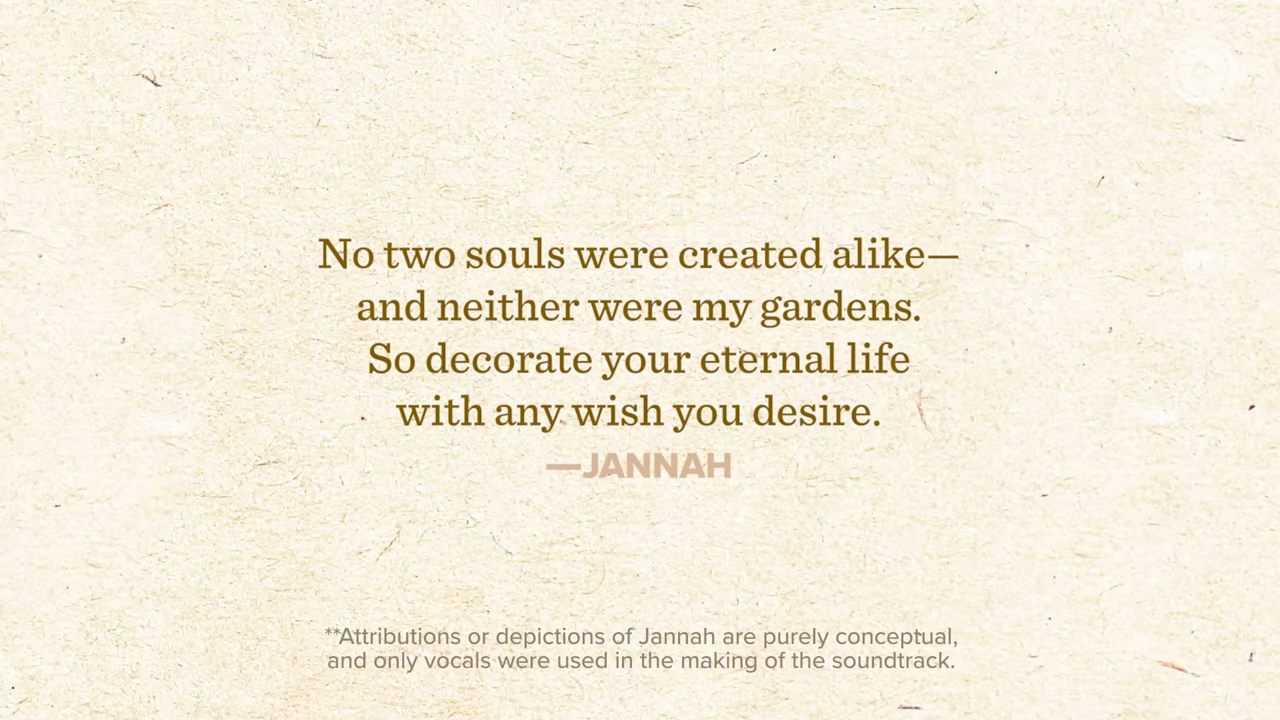 No two souls were created alike—
and neither were my gardens.
So decorate your eternal life
with any wish you desire.
—JANNAH
**Attributions or depictions of Jannah are purely conceptual,
and only vocals were used in the making of the soundtrack.